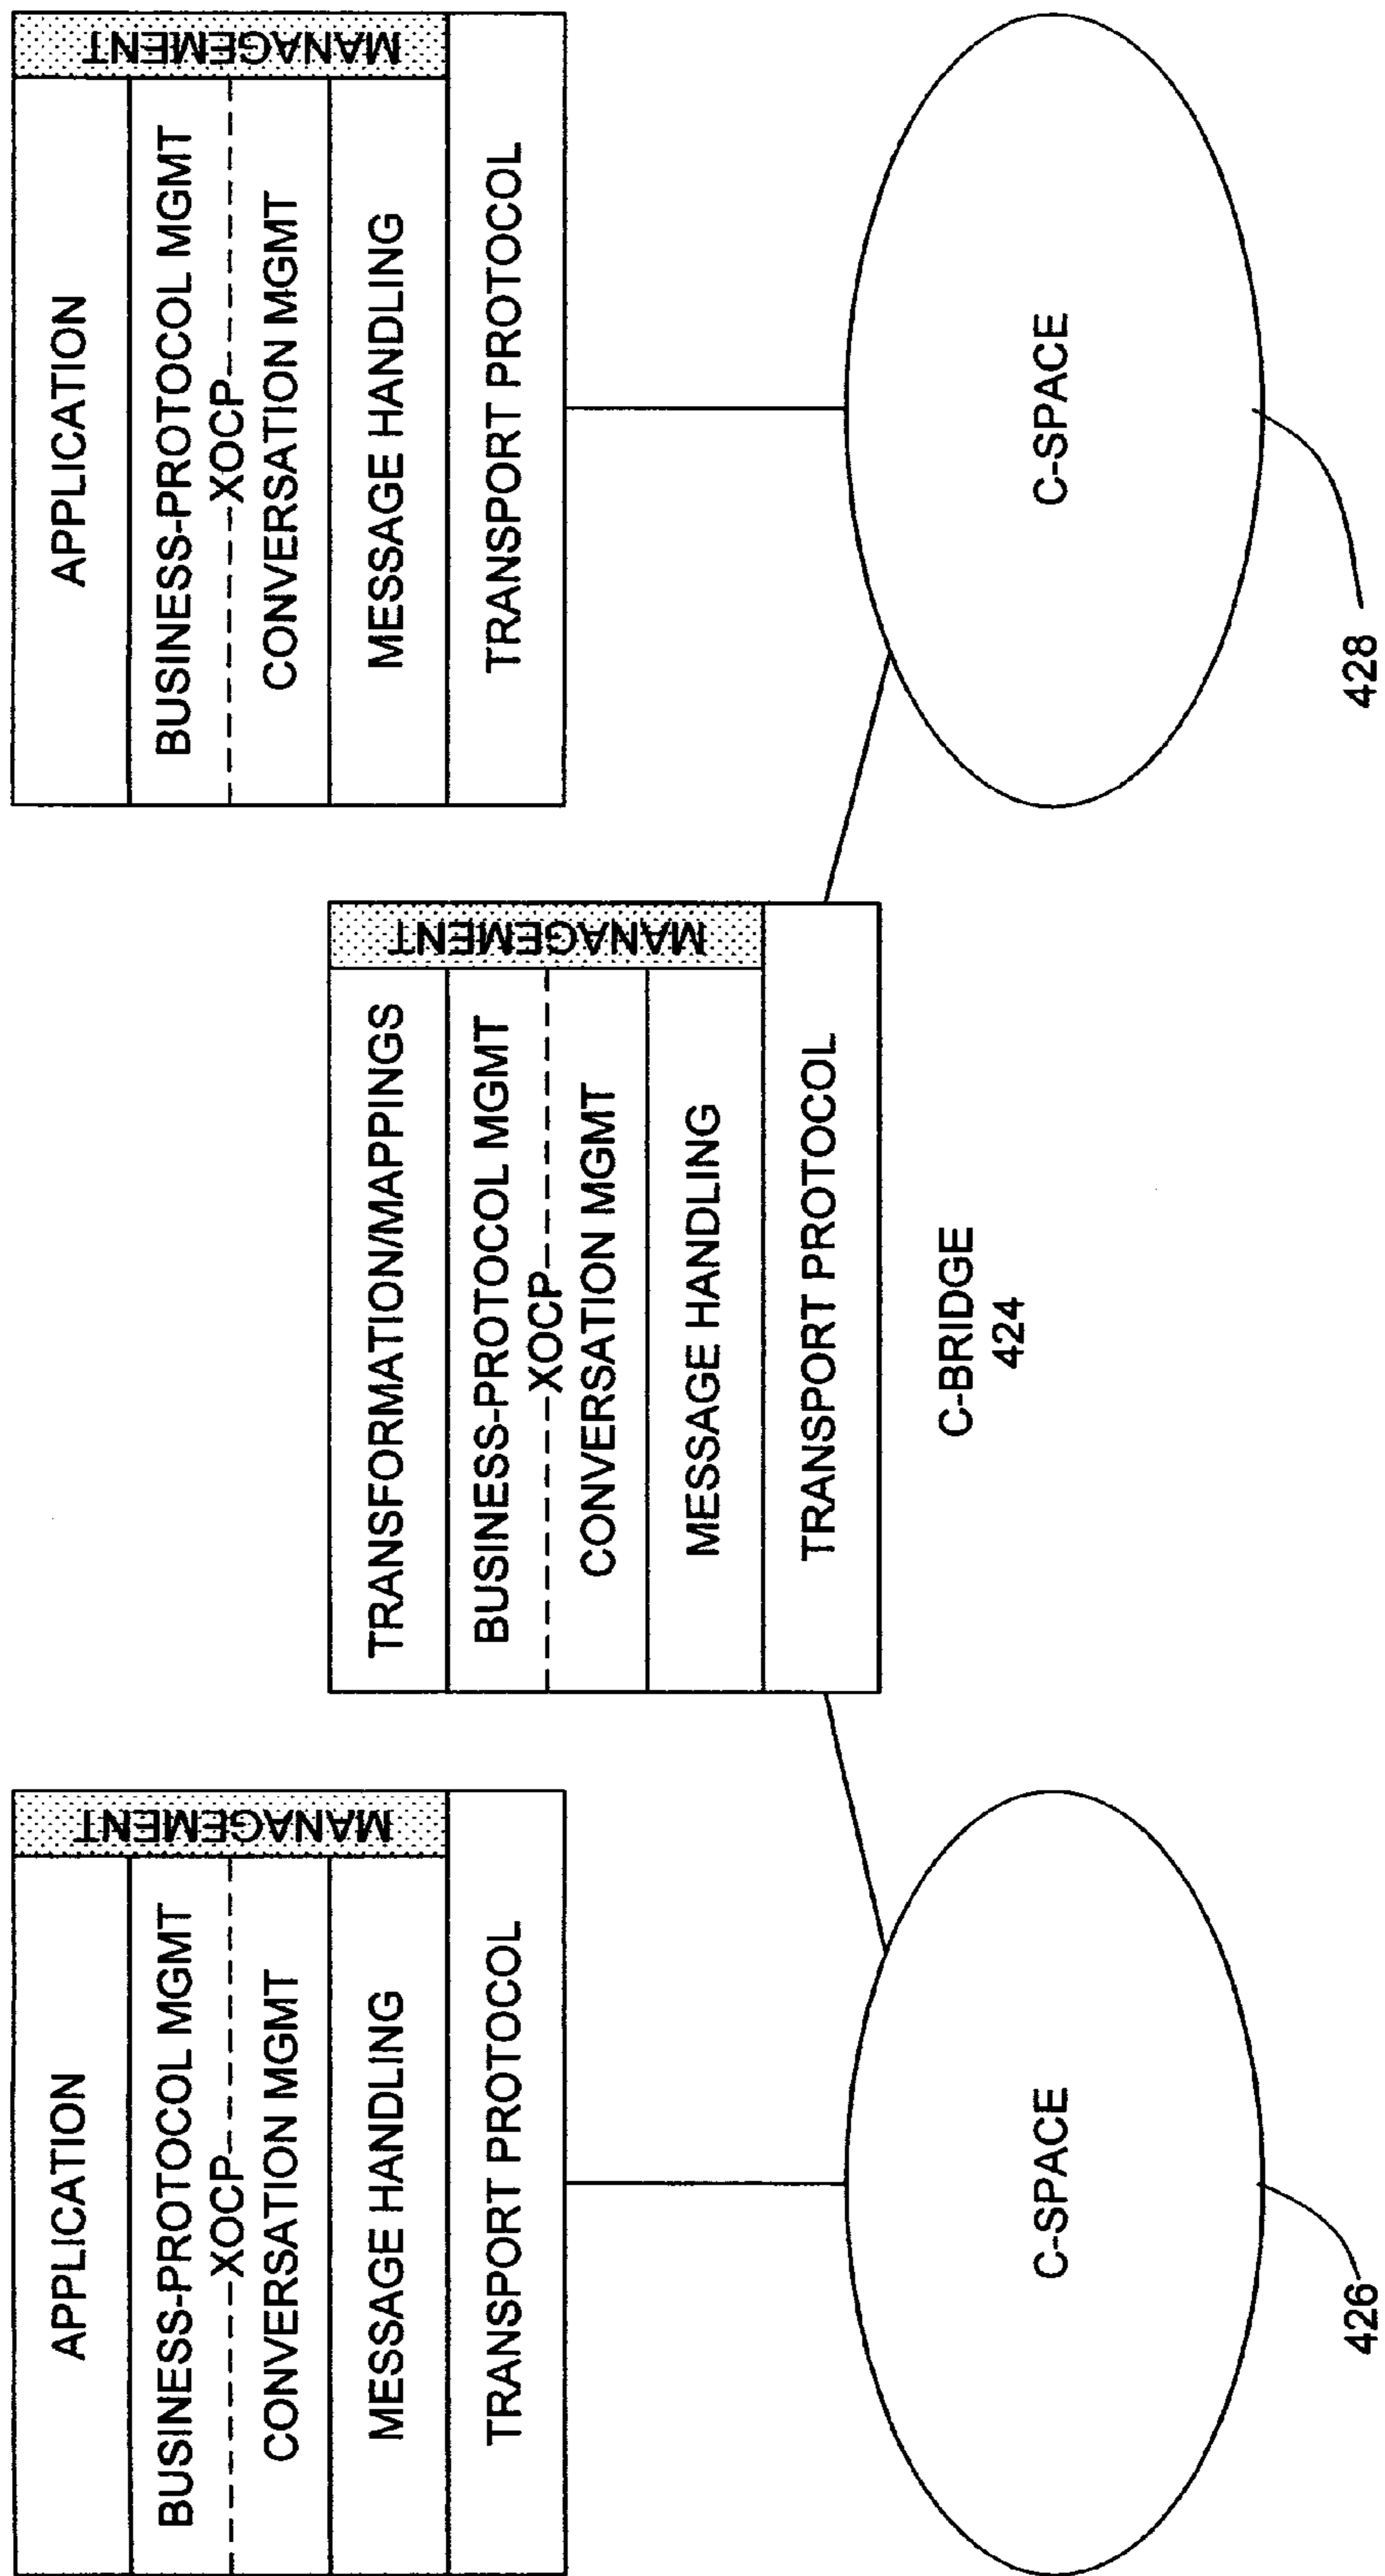 APPLICATION
BUSINESS-PROTOCOL MGMT
XOCP
CONVERSATION MGMT
MESSAGE HANDLING
TRANSPORT PROTOCOL
MANAGEMENT
C-SPACE
426
TRANSFORMATION/MAPPINGS
BUSINESS-PROTOCOL MGMT
XOCP
CONVERSATION MGMT
MESSAGE HANDLING
TRANSPORT PROTOCOL
MANAGEMENT
C-BRIDGE
424
APPLICATION
BUSINESS-PROTOCOL MGMT
XOCP
CONVERSATION MGMT
MESSAGE HANDLING
TRANSPORT PROTOCOL
MANAGEMENT
C-SPACE
428